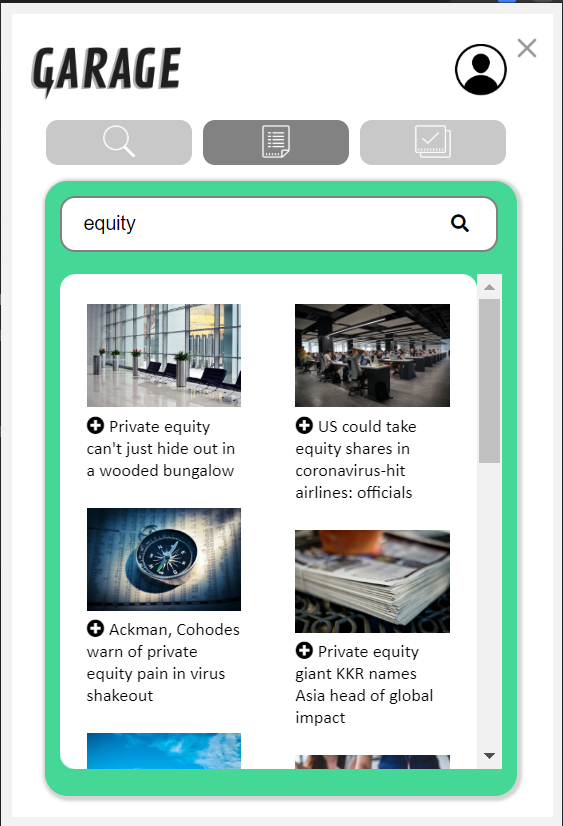 GARAGE
equity
Private equity
can't just hide out in
a wooded bungalow
US could take
equity shares in
coronavirus-hit
airlines: officials
Ackman, Cohodes
warn of private
equity pain in virus
shakeout
Private equity
giant KKR names
Asia head of global
impact